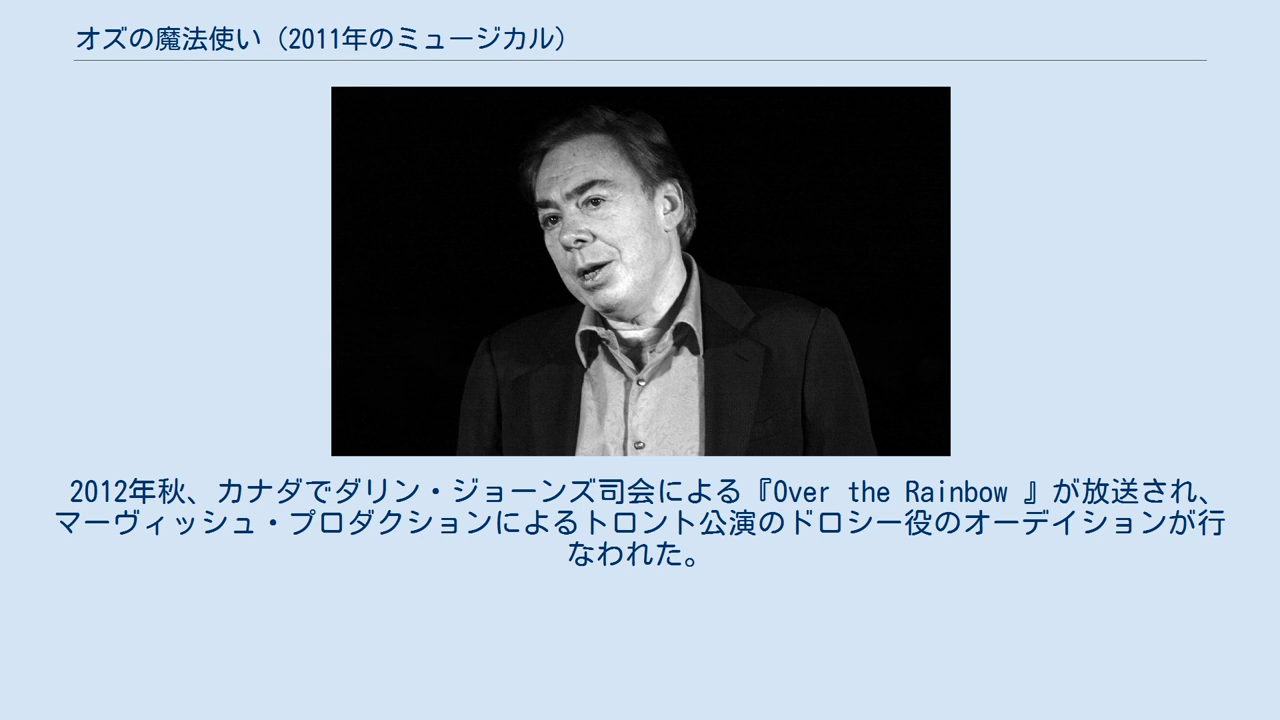 オズの魔法使い（2011年のミュージカル）
2012年秋、カナダでダリン・ジョーンズ司会による『Over the Rainbow 』が放送され、
マーヴィッシュ・プロダクションによるトロント公演のドロシー役のオーデイションが行
なわれた。